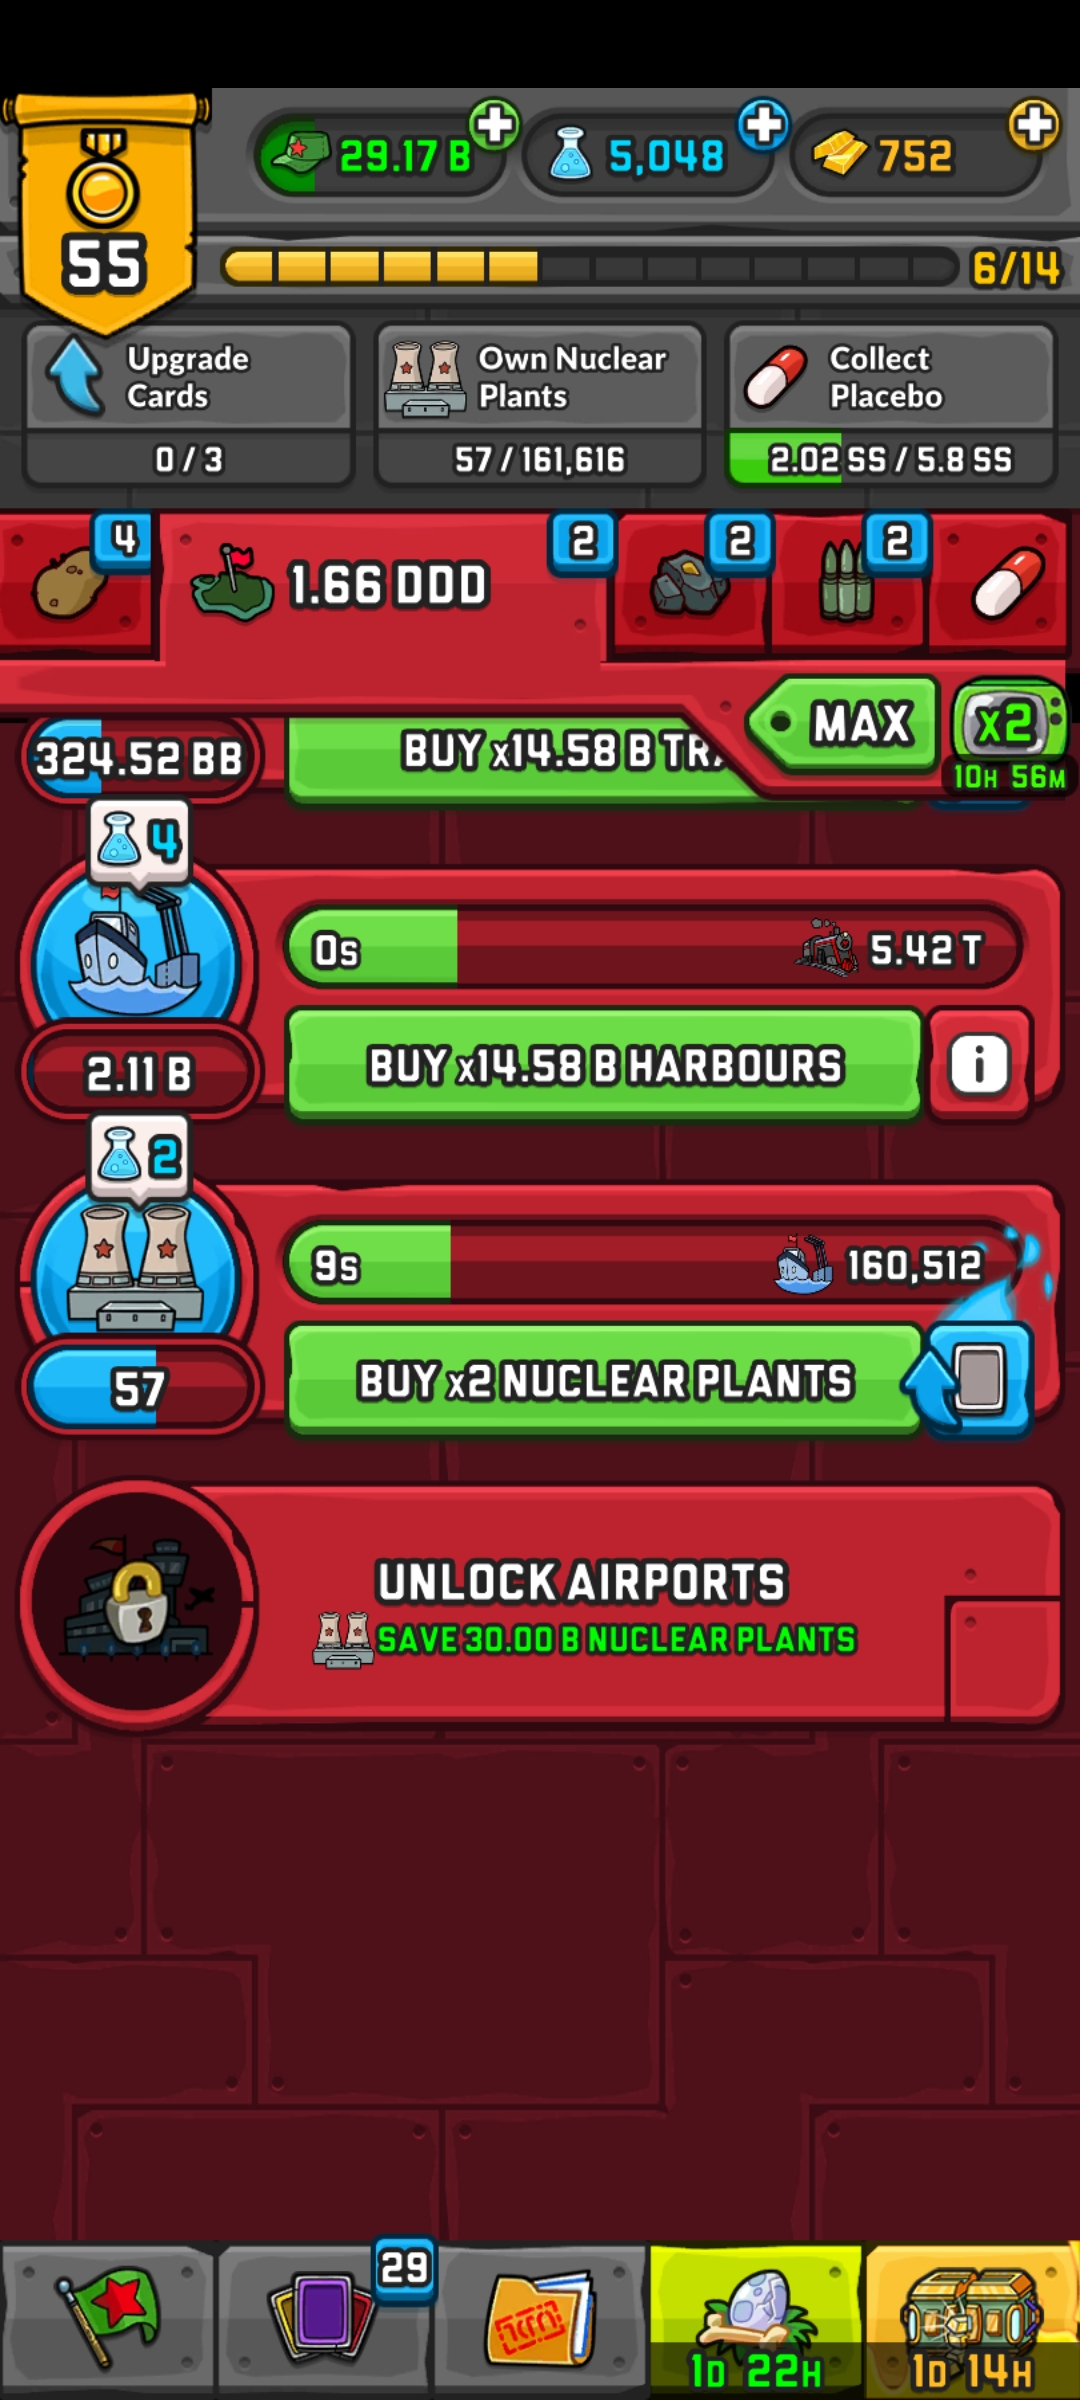 29.17 B
5,048
752
55
6/14
Upgrade
Cards
Own Nuclear
Plants
Collect
Placebo
0 / 3
57 / 161,616
2.02 SS / 5.8 SS
4
1.66 DDD
2
2
2
MAX
x2
10H 56M
324.52 BB
BUY x14.58 B
4
0s
5.42 T
2.11 B
BUY x14.58 B HARBOURS
i
2
9s
160,512
57
BUY x2 NUCLEAR PLANTS
UNLOCK AIRPORTS
SAVE 30.00 B NUCLEAR PLANTS
29
1D 22H
1D 14H